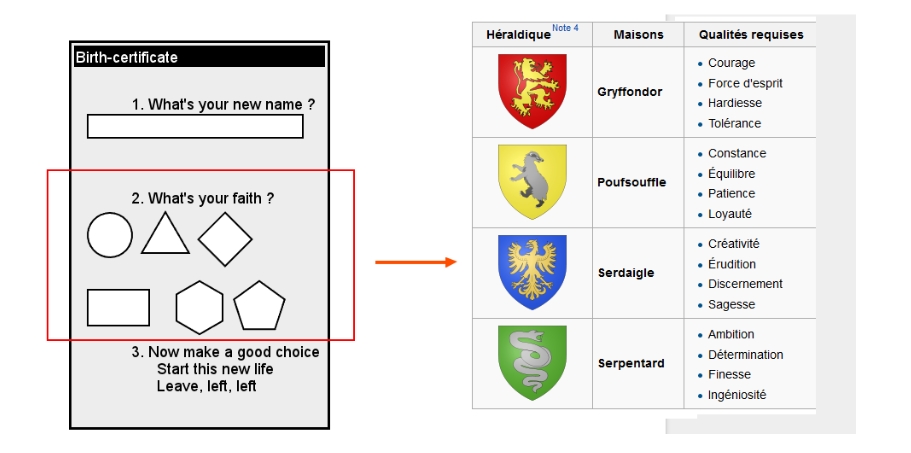 Birth-certificate
1. What's your new name ?
2. What's your faith ?
3. Now make a good choice
Start this new life
Leave, left, left
Héraldique Note 4 Maisons Qualités requises
Gryffondor
Courage
Force d'esprit
Hardiesse
Tolérance
Poufsouffle
Constance
Équilibre
Patience
Loyauté
Serdaigle
Créativité
Érudition
Discernement
Sagesse
Serpentard
Ambition
Détermination
Finesse
Ingéniosité